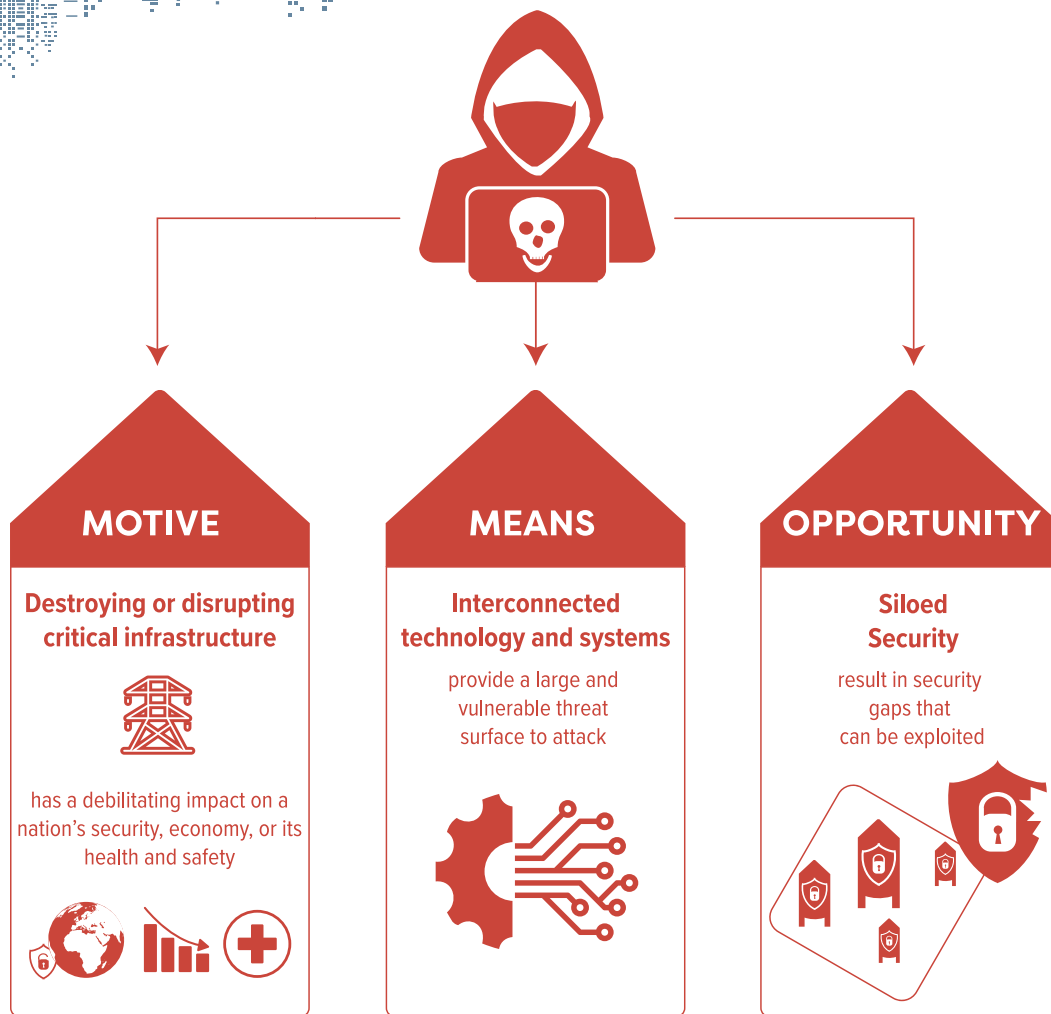 MOTIVE
Destroying or disrupting
critical infrastructure
has a debilitating impact on a
nation’s security, economy, or its
health and safety
MEANS
Interconnected
technology and systems
provide a large and
vulnerable threat
surface to attack
OPPORTUNITY
Siloed
Security
result in security
gaps that
can be exploited